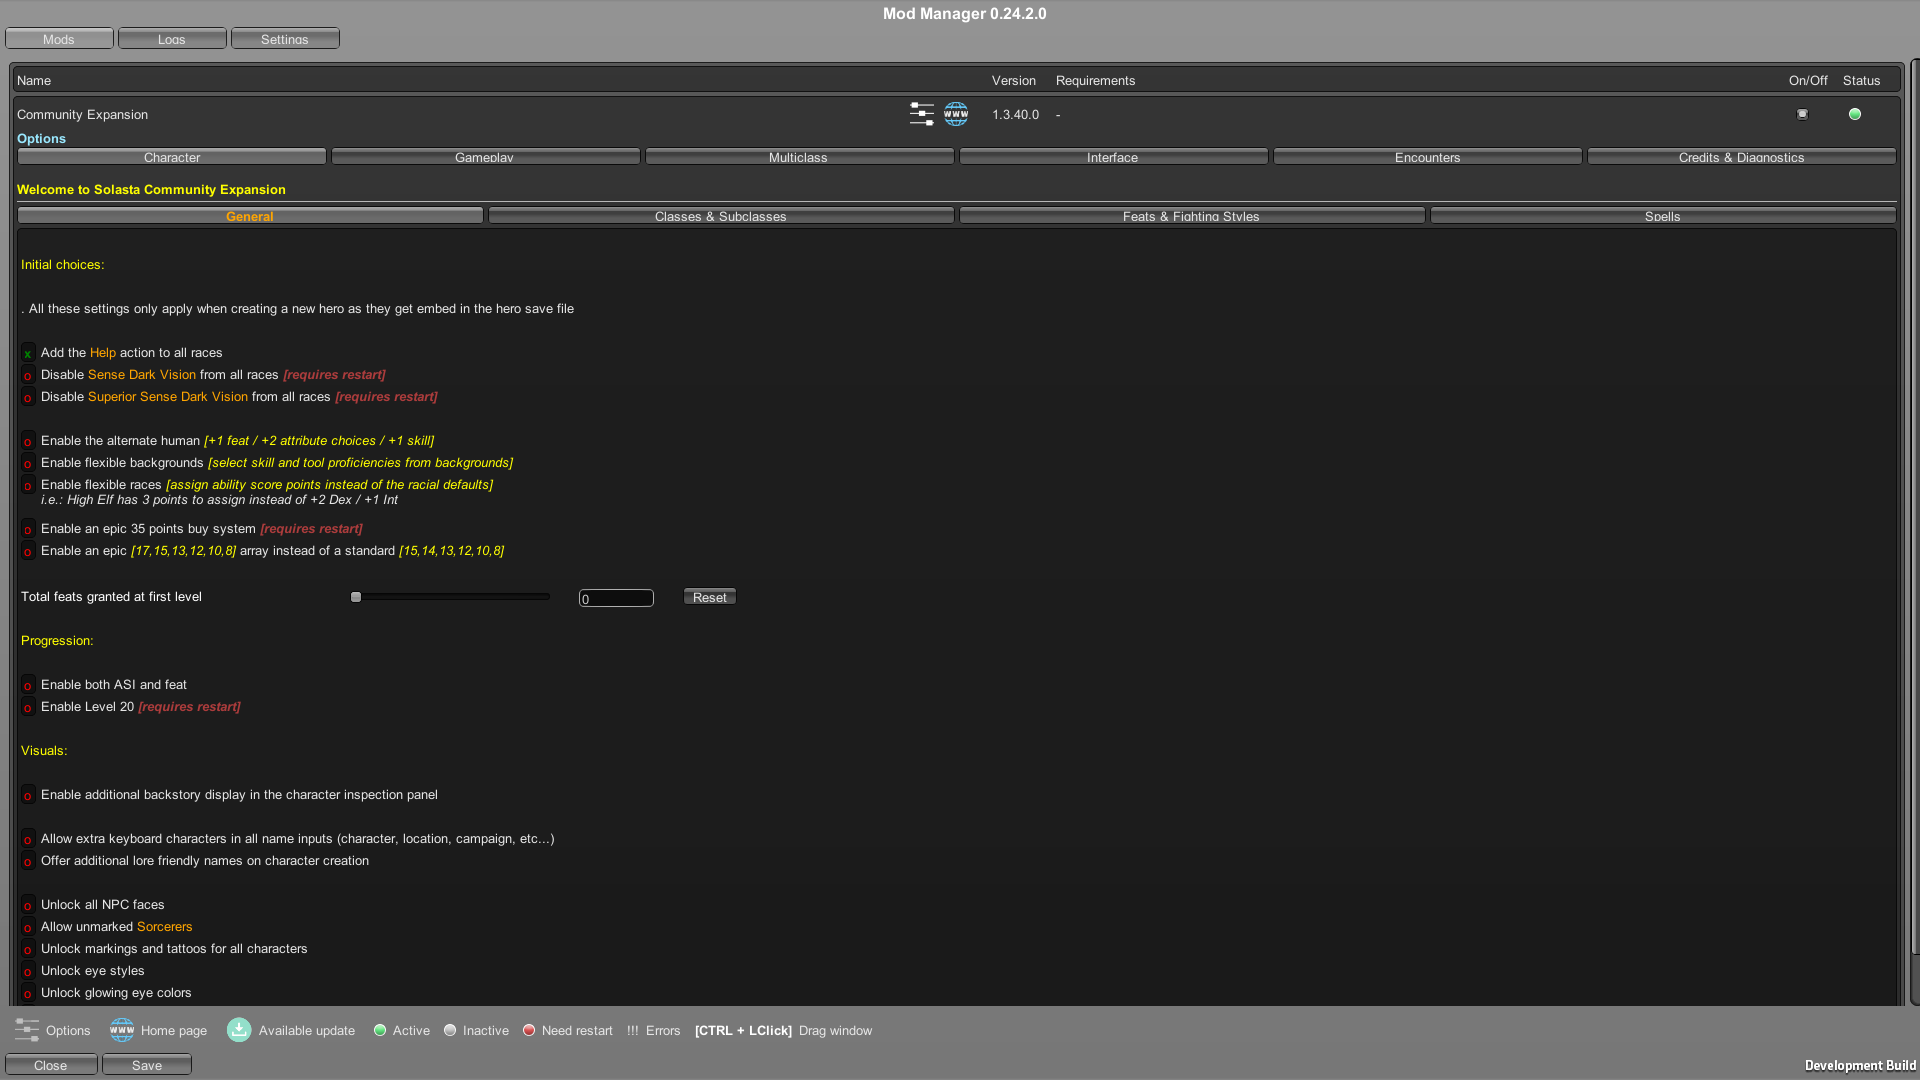 Mod Manager 0.24.2.0
Mods Logs Settings
Name Version Requirements On/Off Status
Community Expansion WWW 1.3.40.0 -
Options
Character Gameplay Multiclass Interface Encounters Credits & Diagnostics
Welcome to Solasta Community Expansion
General Classes & Subclasses Feats & Fighting Styles Spells
Initial choices:
. All these settings only apply when creating a new hero as they get embed in the hero save file
x Add the Help action to all races
o Disable Sense Dark Vision from all races [requires restart]
o Disable Superior Sense Dark Vision from all races [requires restart]
o Enable the alternate human [+1 feat / +2 attribute choices / +1 skill]
o Enable flexible backgrounds [select skill and tool proficiencies from backgrounds]
o Enable flexible races [assign ability score points instead of the racial defaults]
i.e.: High Elf has 3 points to assign instead of +2 Dex / +1 Int
o Enable an epic 35 points buy system [requires restart]
o Enable an epic [17,15,13,12,10,8] array instead of a standard [15,14,13,12,10,8]
Total feats granted at first level 0 Reset
Progression:
o Enable both ASI and feat
o Enable Level 20 [requires restart]
Visuals:
o Enable additional backstory display in the character inspection panel
o Allow extra keyboard characters in all name inputs (character, location, campaign, etc...)
o Offer additional lore friendly names on character creation
o Unlock all NPC faces
o Allow unmarked Sorcerers
o Unlock markings and tattoos for all characters
o Unlock eye styles
o Unlock glowing eye colors
Options WWW Home page Available update Active Inactive Need restart !!! Errors [CTRL + LClick] Drag window
Close Save
Development Build